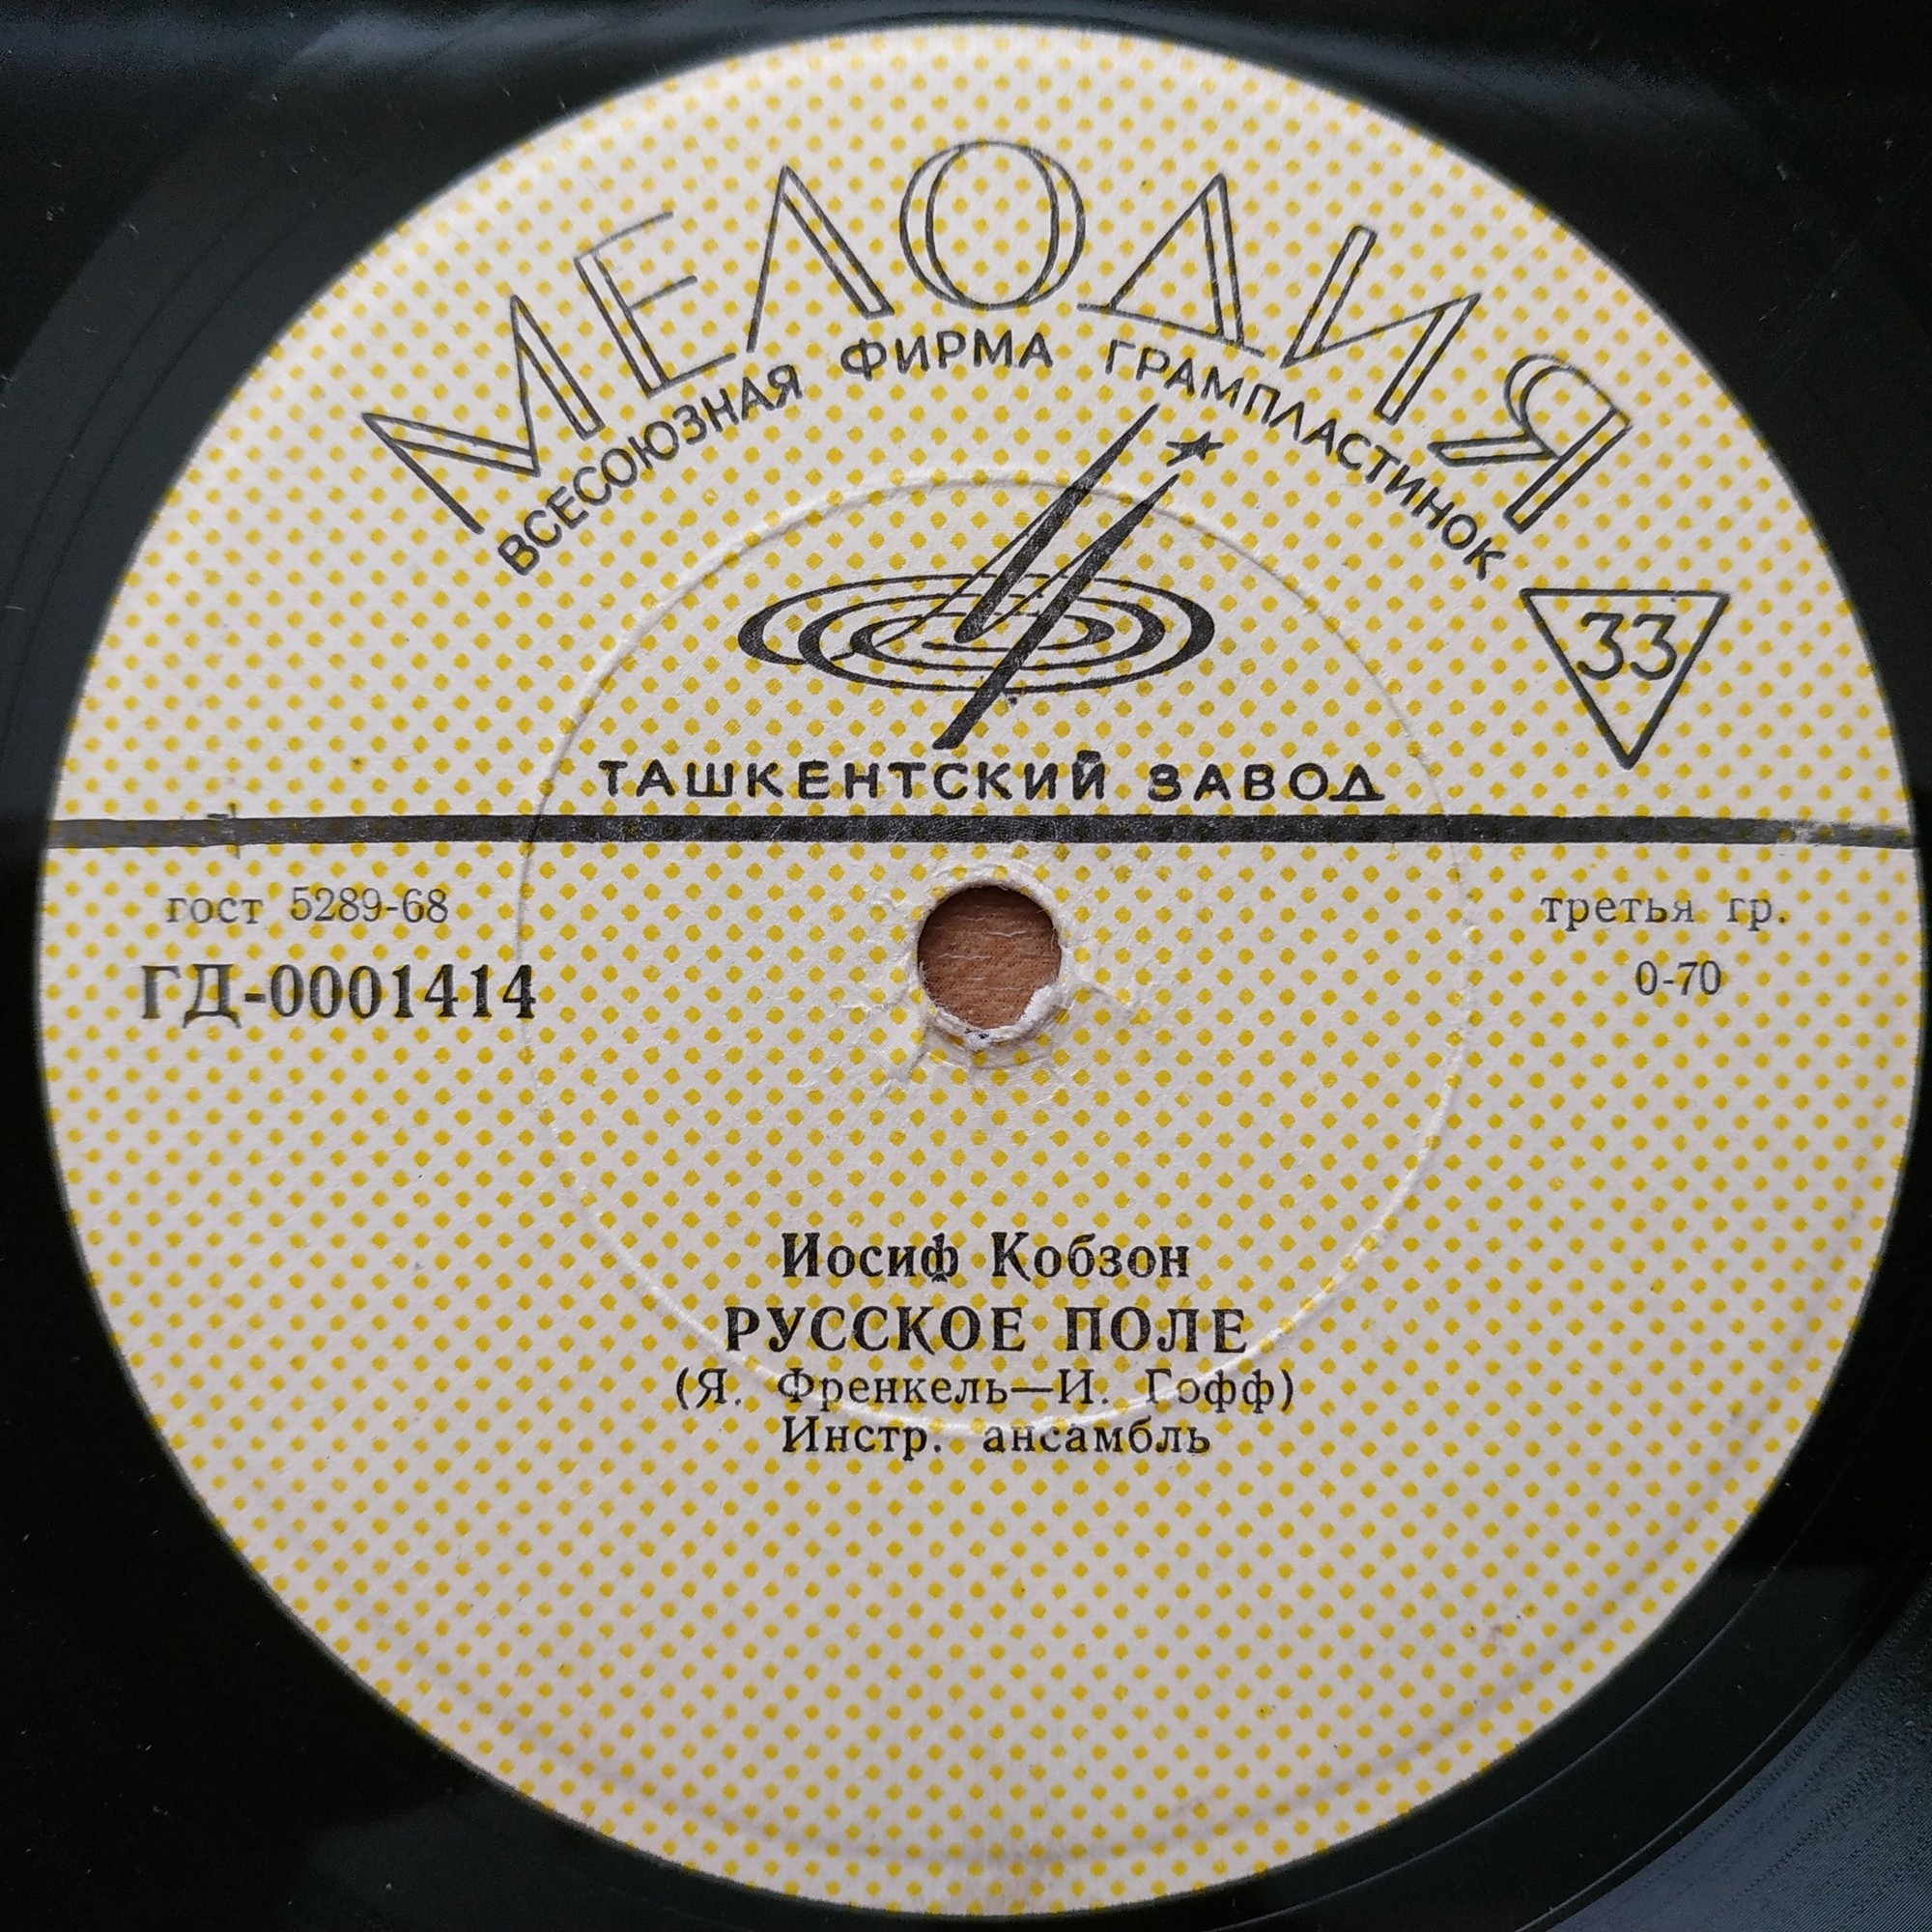 МЕЛОДИЯ
ВСЕСОЮЗНАЯ ФИРМА ГРАМПЛАСТИНОК
33
ТАШКЕНТСКИЙ ЗАВОД
гост 5289-68
третья гр.
ГД-0001414
0-70
Иосиф Кобзон
РУССКОЕ ПОЛЕ
(Я. Френкель—И. Гофф)
Инстр. ансамбль